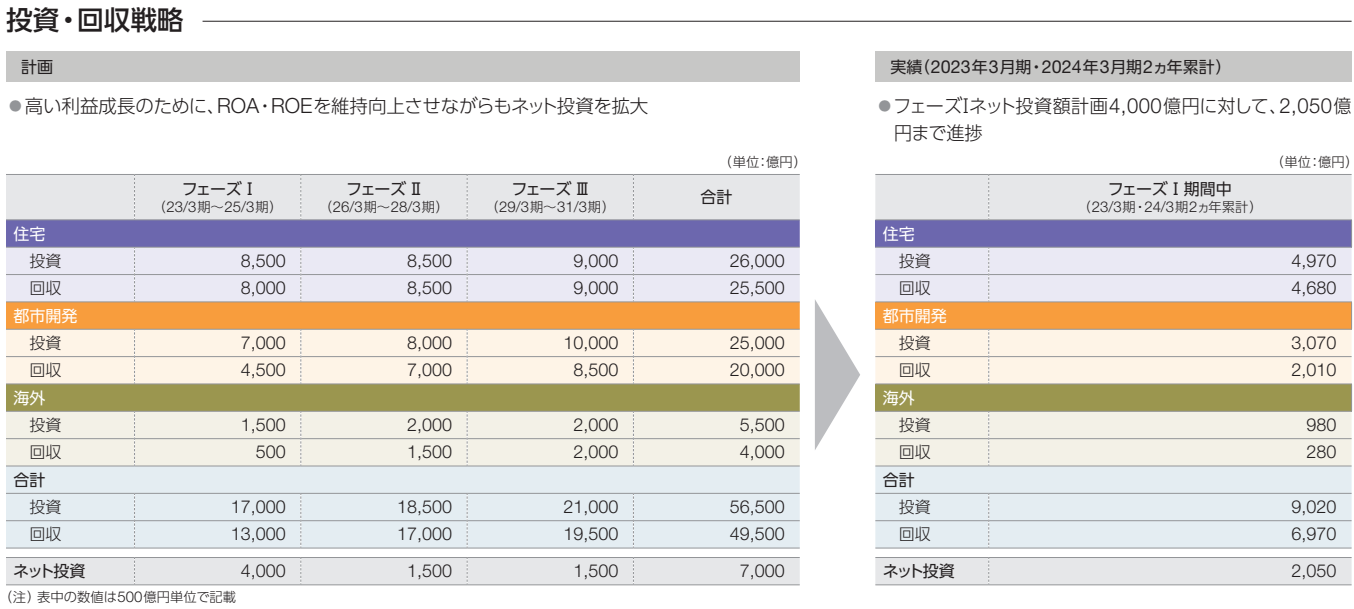 投資・回収戦略
計画
●高い利益成長のために、ROA・ROEを維持向上させながらもネット投資を拡大
（単位：億円）
フェーズⅠ フェーズⅡ フェーズⅢ 合計
（23/3期～25/3期） （26/3期～28/3期） （29/3期～31/3期）
住宅
投資 8,500 8,500 9,000 26,000
回収 8,000 8,500 9,000 25,500
都市開発
投資 7,000 8,000 10,000 25,000
回収 4,500 7,000 8,500 20,000
海外
投資 1,500 2,000 2,000 5,500
回収 500 1,500 2,000 4,000
合計
投資 17,000 18,500 21,000 56,500
回収 13,000 17,000 19,500 49,500
ネット投資 4,000 1,500 1,500 7,000
（注）表中の数値は500億円単位で記載
実績（2023年3月期・2024年3月期2ヵ年累計）
●フェーズⅠネット投資額計画4,000億円に対して、2,050億
円まで進捗
（単位：億円）
フェーズⅠ期間中
（23/3期・24/3期2ヵ年累計）
住宅
投資 4,970
回収 4,680
都市開発
投資 3,070
回収 2,010
海外
投資 980
回収 280
合計
投資 9,020
回収 6,970
ネット投資 2,050